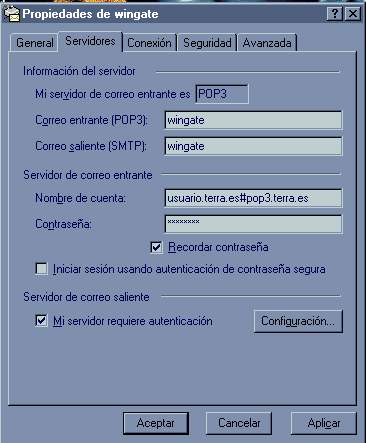 Propiedades de wingate
General Servidores Conexión Seguridad Avanzada
Información del servidor
Mi servidor de correo entrante es POP3
Correo entrante (POP3): wingate
Correo saliente (SMTP): wingate
Servidor de correo entrante
Nombre de cuenta: usuario.terra.es#pop3.terra.es
Contraseña: ********
Recordar contraseña
Iniciar sesión usando autenticación de contraseña segura
Servidor de correo saliente
Mi servidor requiere autenticación Configuración...
Aceptar Cancelar Aplicar